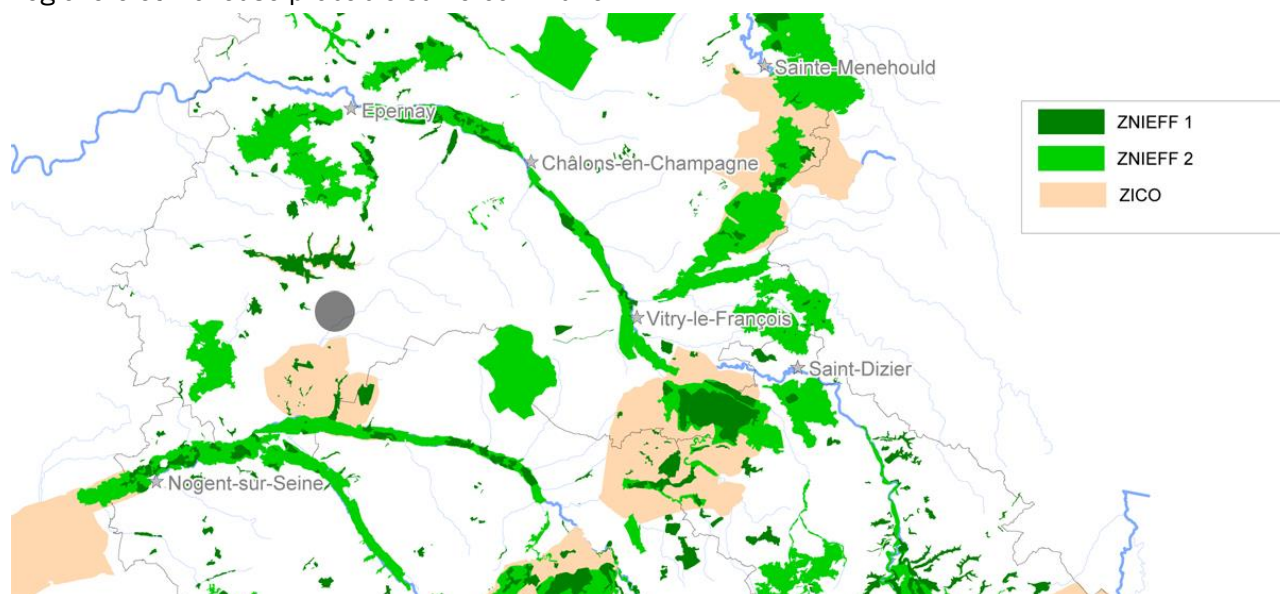 Sainte-Menehould
Epernay
ZNIEFF 1
Châlons-en-Champagne
ZNIEFF 2
ZICO
Vitry-le-François
Saint-Dizier
Nogent-sur-Seine